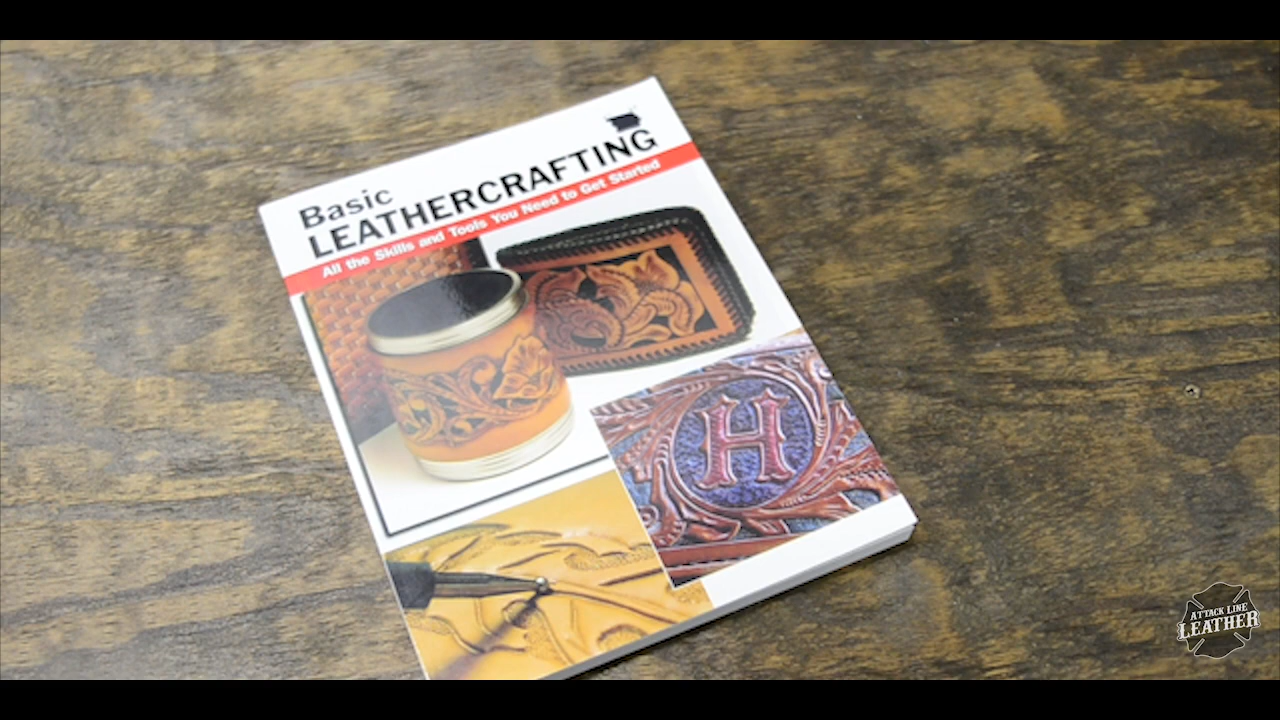 Basic
LEATHERCRAFTING
All the Skills and Tools You Need to Get Started
H
ATTACK LINE
LEATHER